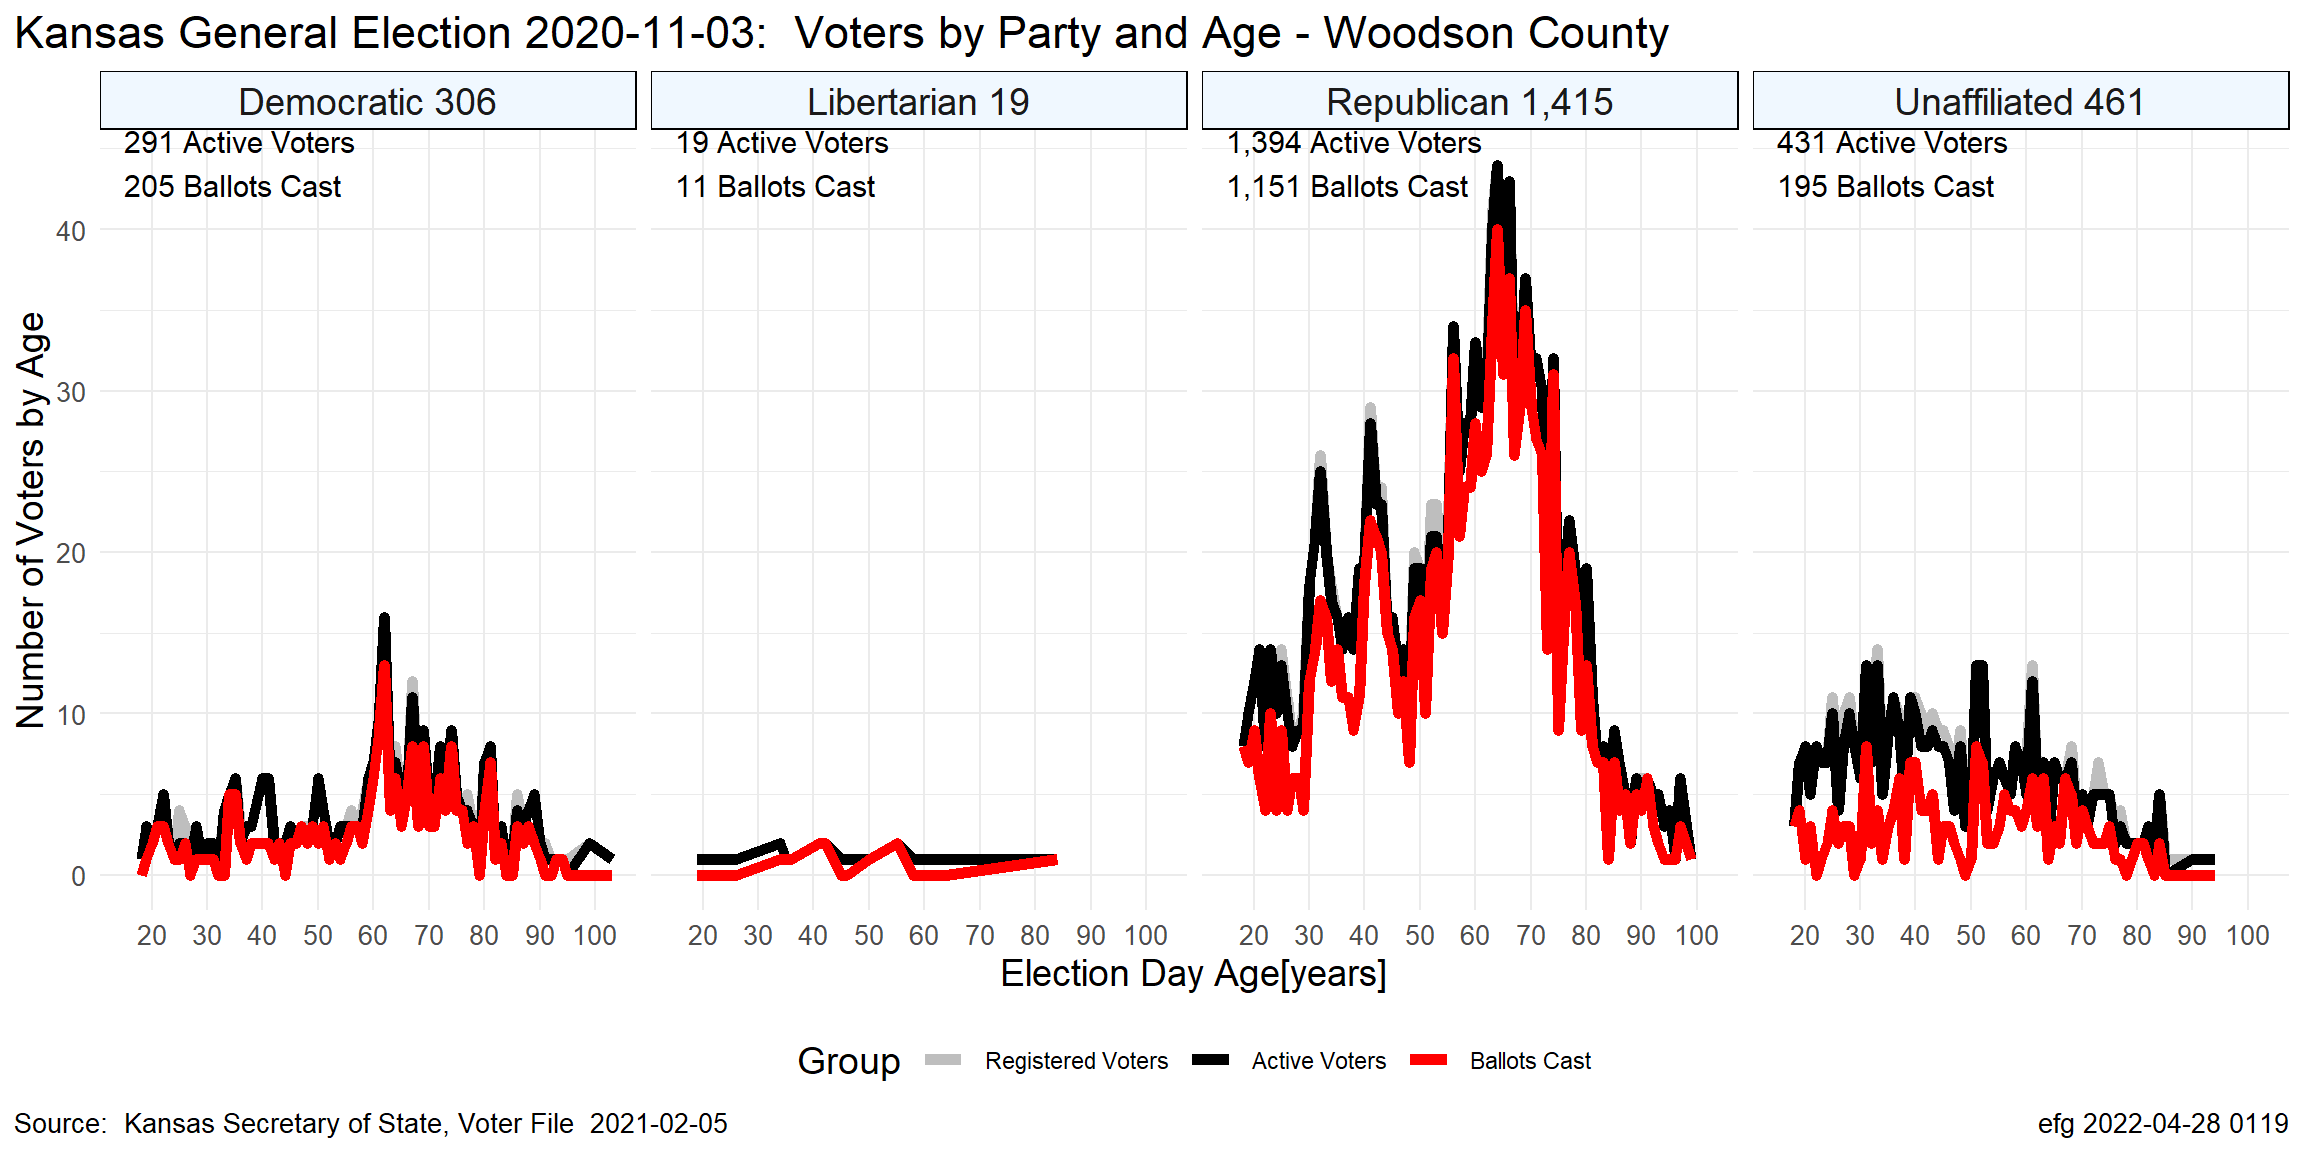 Kansas General Election 2020-11-03:  Voters by Party and Age - Woodson County
Democratic 306
Libertarian 19
Republican 1,415
Unaffiliated 461
291 Active Voters
205 Ballots Cast
19 Active Voters
11 Ballots Cast
1,394 Active Voters
1,151 Ballots Cast
431 Active Voters
195 Ballots Cast
Number of Voters by Age
40
30
20
10
0
20 30 40 50 60 70 80 90 100
20 30 40 50 60 70 80 90 100
20 30 40 50 60 70 80 90 100
20 30 40 50 60 70 80 90 100
Election Day Age[years]
Group Registered Voters Active Voters Ballots Cast
Source:  Kansas Secretary of State, Voter File  2021-02-05
efg 2022-04-28 0119